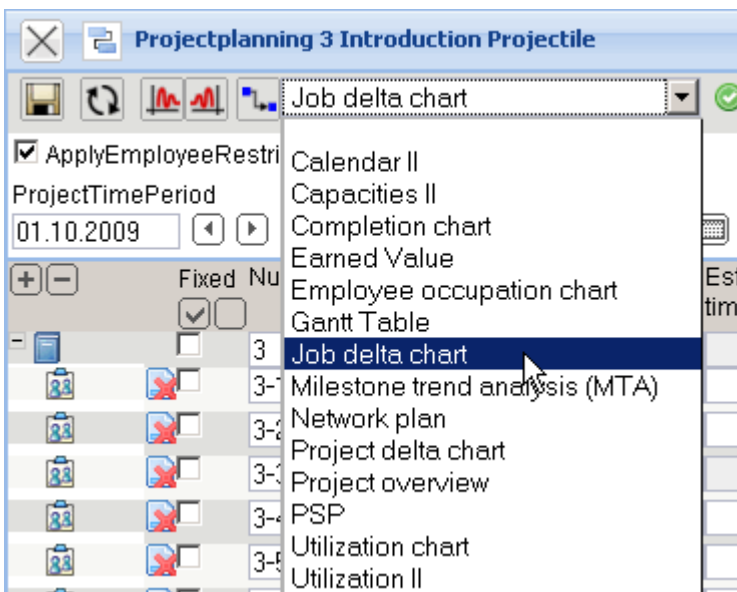 Projectplanning 3 Introduction Projectile
Job delta chart
ApplyEmployeeRestri
ProjectTimePeriod
01.10.2009
Calendar II
Capacities II
Completion chart
Earned Value
Employee occupation chart
Gantt Table
Job delta chart
Milestone trend analysis (MTA)
Network plan
Project delta chart
Project overview
PSP
Utilization chart
Utilization II
Fixed Nu
Est
tim
3
3-1
3-2
3-3
3-4
3-5